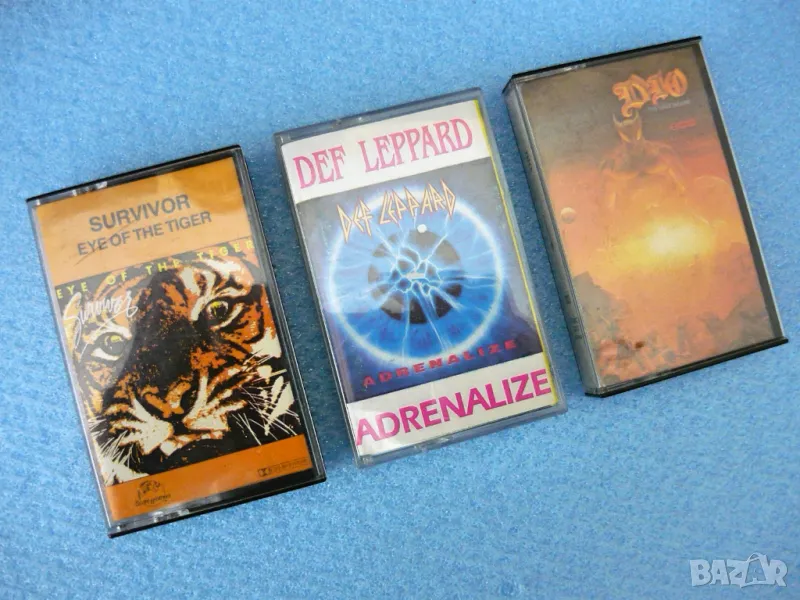 SURVIVOR
EYE OF THE TIGER
EYE OF THE TIGER
Survivor
DEF LEPPARD
DEF LEPPARD
ADRENALIZE
ADRENALIZE
DIO
BAZAR